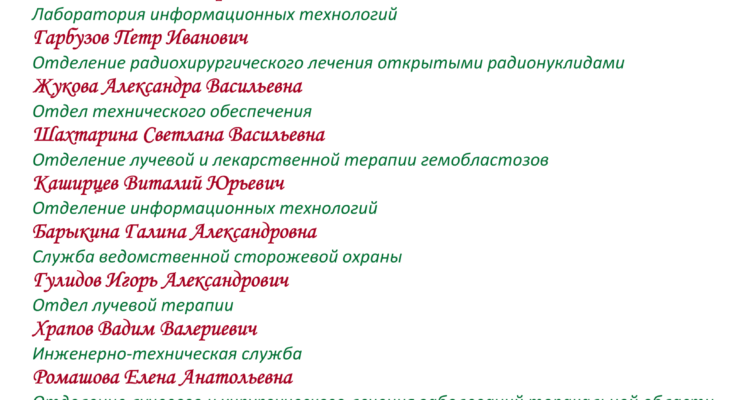 Лаборатория информационных технологий
Гарбузов Петр Иванович
Отделение радиохирургического лечения открытыми радионуклидами
Жукова Александра Васильевна
Отдел технического обеспечения
Шахтарина Светлана Васильевна
Отделение лучевой и лекарственной терапии гемобластозов
Каширцев Виталий Юрьевич
Отделение информационных технологий
Барыкина Галина Александровна
Служба ведомственной сторожевой охраны
Гулидов Игорь Александрович
Отдел лучевой терапии
Храпов Вадим Валериевич
Инженерно-техническая служба
Ромашова Елена Анатольевна